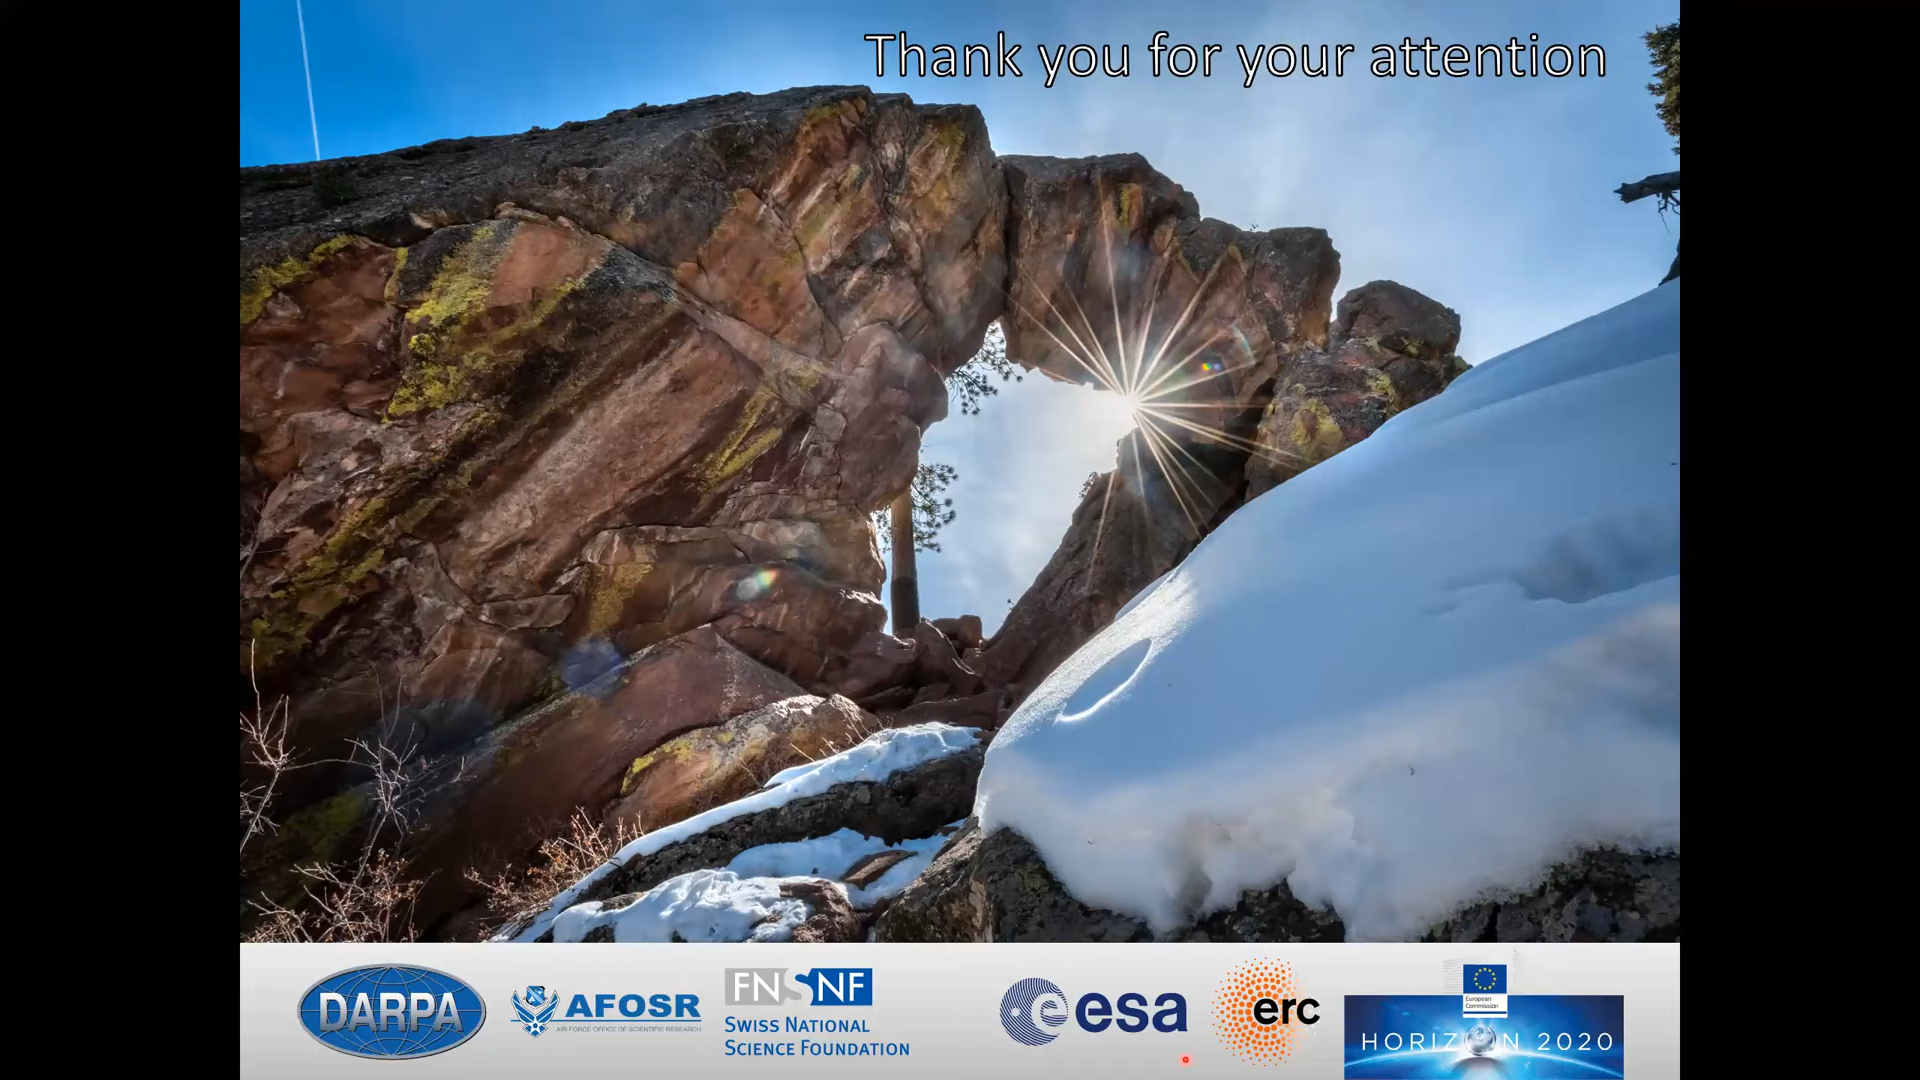 Thank you for your attention
DARPA
AFOSR
AIR FORCE OFFICE OF SCIENTIFIC RESEARCH
FNSNF
SWISS NATIONAL
SCIENCE FOUNDATION
esa
erc
European
Commission
HORIZON 2020